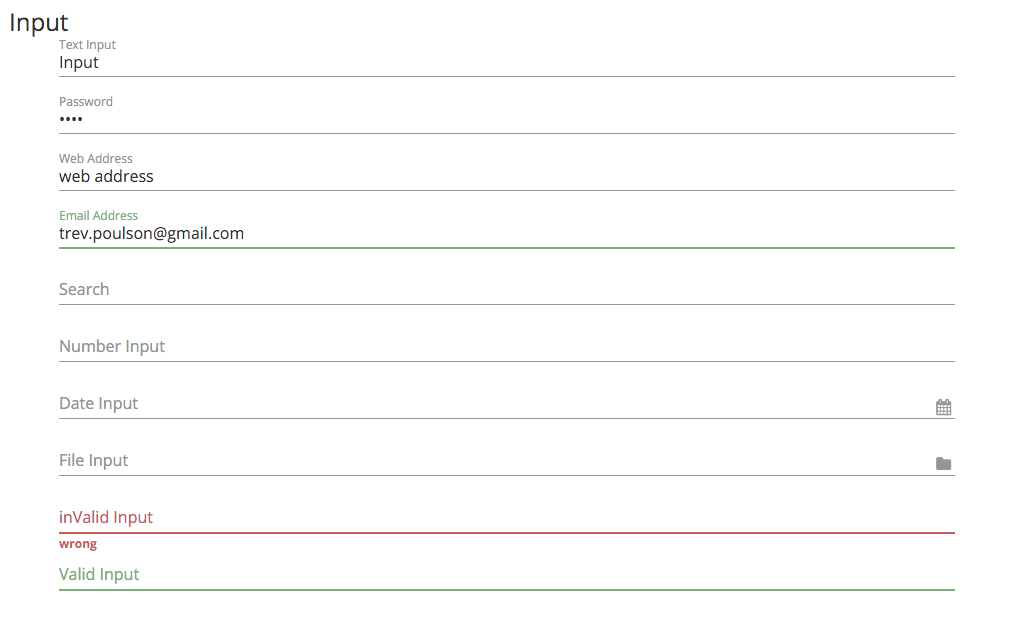 Input
Text Input
Input
Password
••••
Web Address
web address
Email Address
trev.poulson@gmail.com
Search
Number Input
Date Input
File Input
inValid Input
wrong
Valid Input